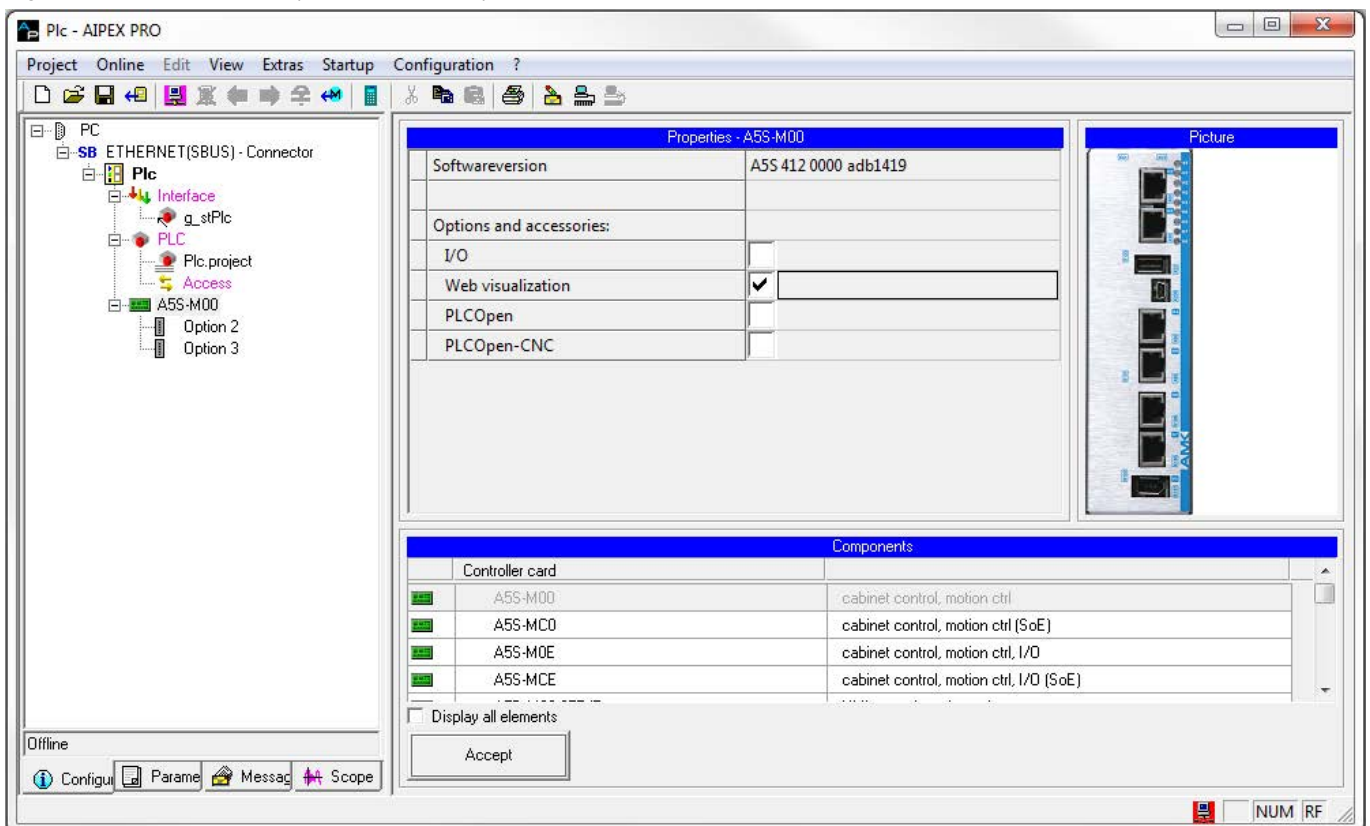 Plc - AIPEX PRO
Project Online Edit View Extras Startup Configuration ?
PC
SB ETHERNET(SBUS) - Connector
Plc
Interface
g_stPlc
PLC
Plc.project
Access
A5S-M00
Option 2
Option 3
Offline
Configu Parame Messag Scope
Properties - A5S-M00
Softwareversion A5S 412 0000 adb1419
Options and accessories:
I/O
Web visualization
PLCOpen
PLCOpen-CNC
Picture
AMK
Components
Controller card
A5S-M00 cabinet control, motion ctrl
A5S-MC0 cabinet control, motion ctrl (SoE)
A5S-M0E cabinet control, motion ctrl, I/O
A5S-MCE cabinet control, motion ctrl, I/O (SoE)
Display all elements
Accept
NUM RF